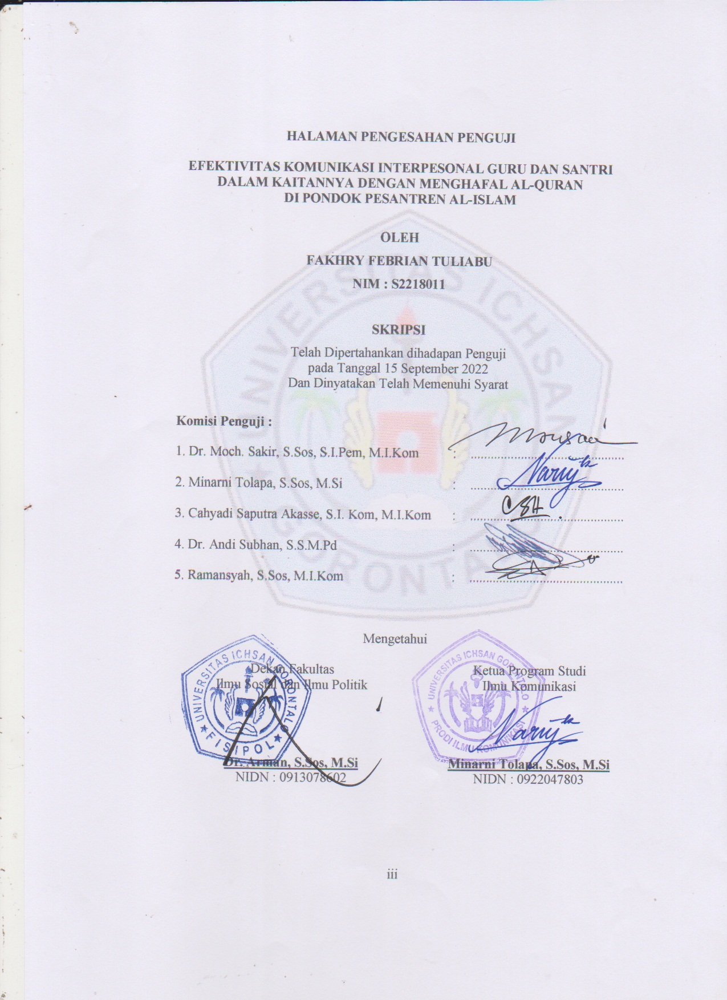 HALAMAN PENGESAHAN PENGUJI
EFEKTIVITAS KOMUNIKASI INTERPESONAL GURU DAN SANTRI
DALAM KAITANNYA DENGAN MENGHAFAL AL-QURAN
DI PONDOK PESANTREN AL-ISLAM
OLEH
FAKHRY FEBRIAN TULIABU
NIM : S2218011
SKRIPSI
Telah Dipertahankan dihadapan Penguji
pada Tanggal 15 September 2022
Dan Dinyatakan Telah Memenuhi Syarat
UNIVERSITAS ICHSAN
GORONTALO
Komisi Penguji :
1. Dr. Moch. Sakir, S.Sos, S.I.Pem, M.I.Kom : ................................................
2. Minarni Tolapa, S.Sos, M.Si : ................................................
3. Cahyadi Saputra Akasse, S.I. Kom, M.I.Kom : ................................................
4. Dr. Andi Subhan, S.S.M.Pd : ................................................
5. Ramansyah, S.Sos, M.I.Kom : ................................................
Mengetahui
Dekan Fakultas
Ilmu Sosial dan Ilmu Politik
UNIVERSITAS ICHSAN GORONTALO
FISIPOL
Dr. Arman, S.Sos, M.Si
NIDN : 0913078602
Ketua Program Studi
Ilmu Komunikasi
UNIVERSITAS ICHSAN GORONTALO
PRODI ILMU KOMUNIKASI
Minarni Tolapa, S.Sos, M.Si
NIDN : 0922047803
iii